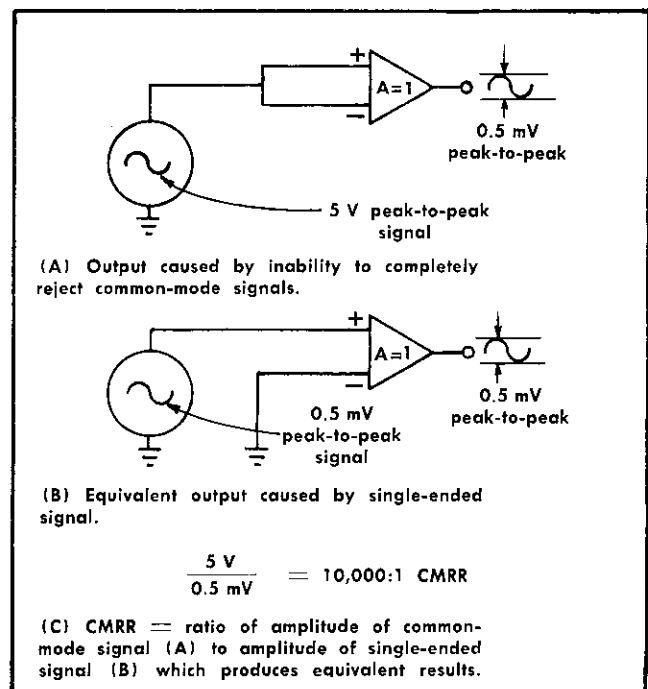 +
A=1
−
0.5 mV
peak-to-peak
5 V peak-to-peak
signal
(A) Output caused by inability to completely
reject common-mode signals.
+
A=1
−
0.5 mV
peak-to-peak
0.5 mV
peak-to-peak
signal
(B) Equivalent output caused by single-ended
signal.
5 V
0.5 mV
= 10,000:1 CMRR
(C) CMRR = ratio of amplitude of common-
mode signal (A) to amplitude of single-ended
signal (B) which produces equivalent results.